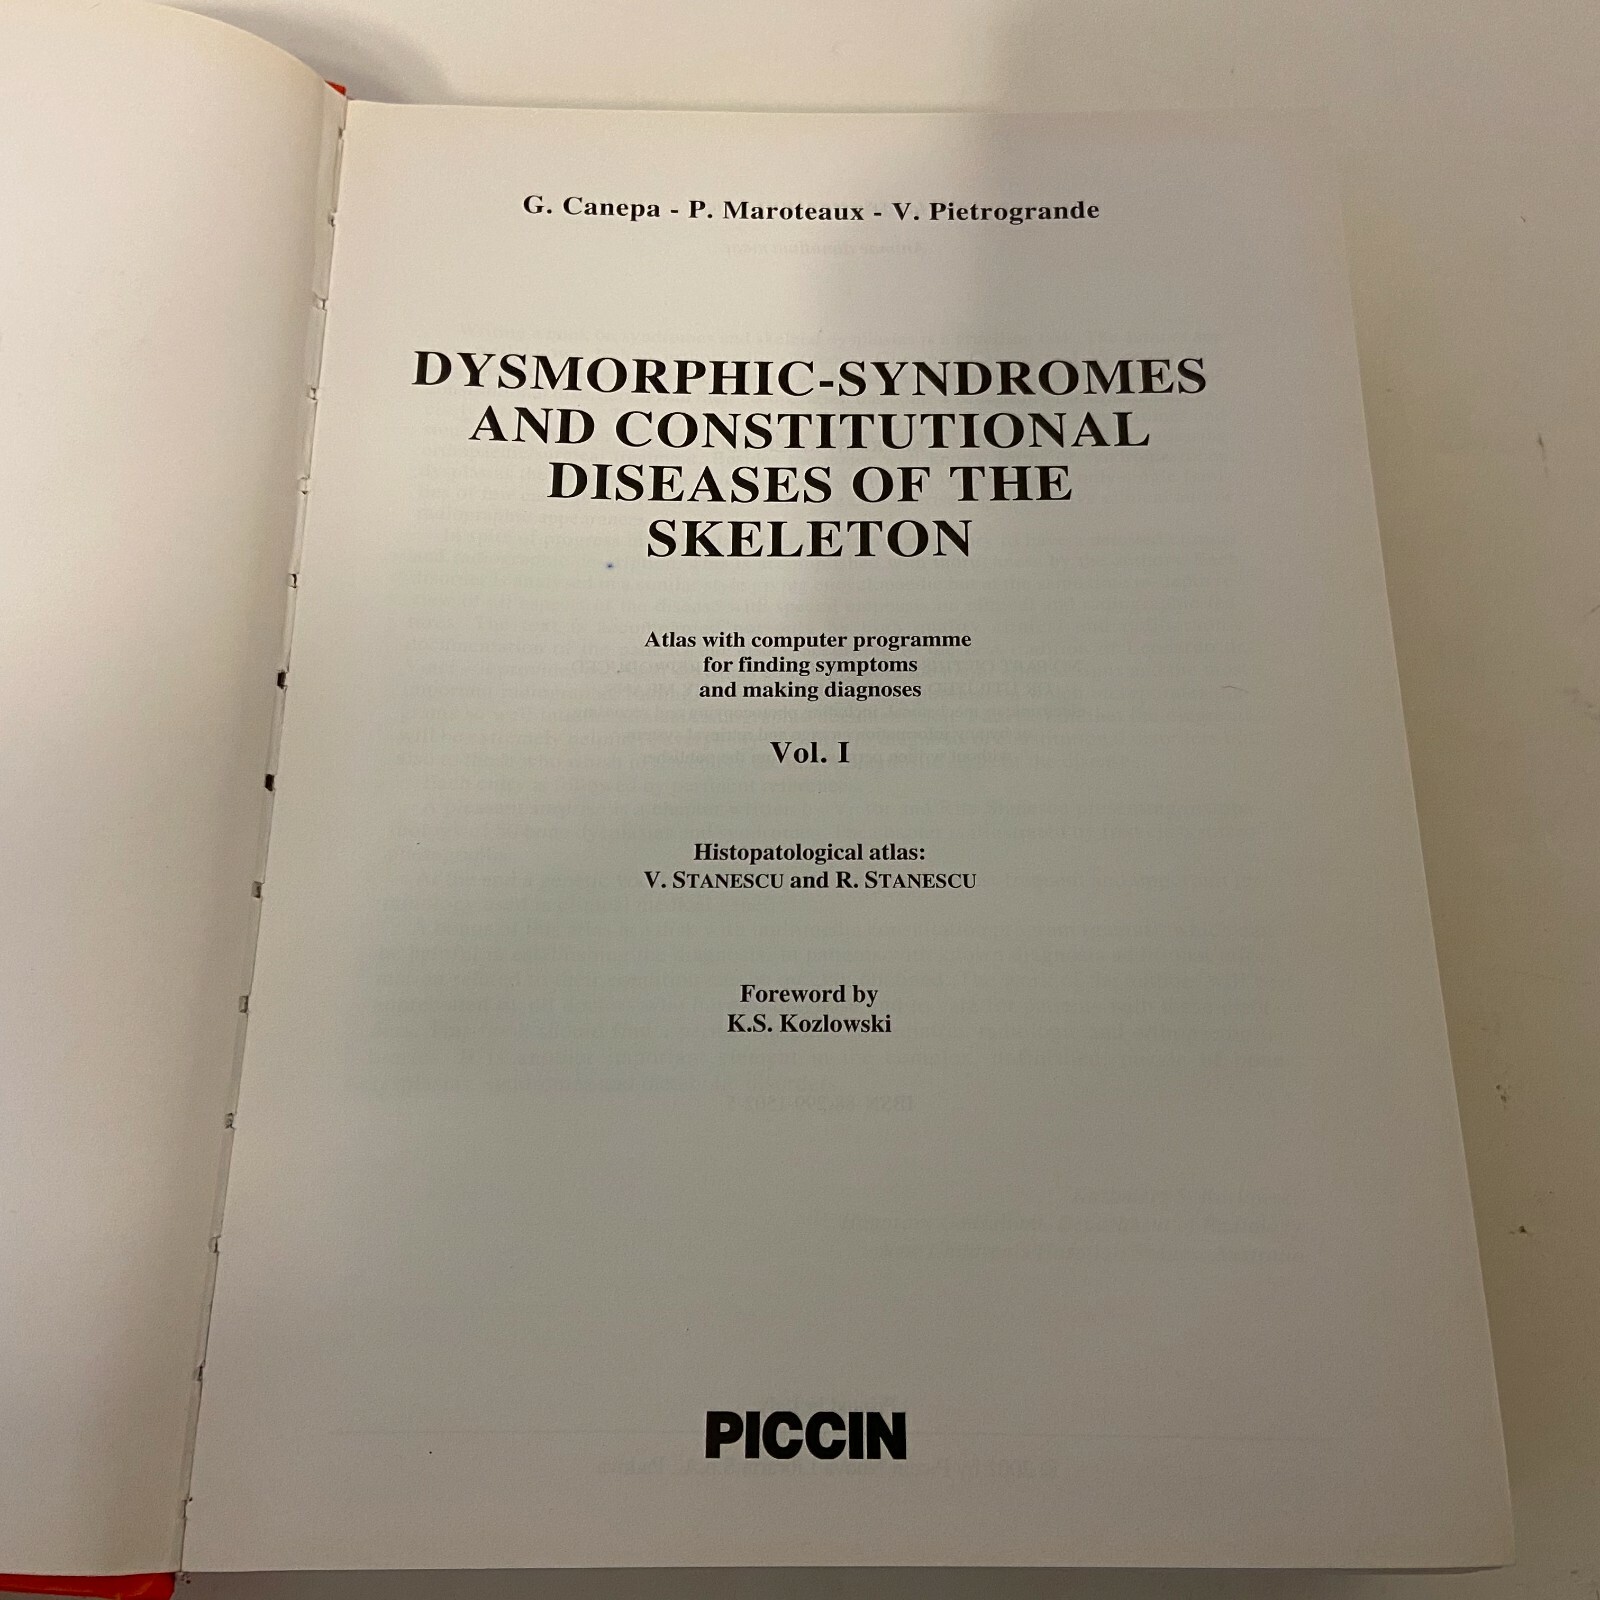 G. Canepa - P. Maroteaux - V. Pietrogrande
DYSMORPHIC-SYNDROMES
AND CONSTITUTIONAL
DISEASES OF THE
SKELETON
Atlas with computer programme
for finding symptoms
and making diagnoses
Vol. I
Histopatological atlas:
V. STANESCU and R. STANESCU
Foreword by
K.S. Kozlowski
PICCIN